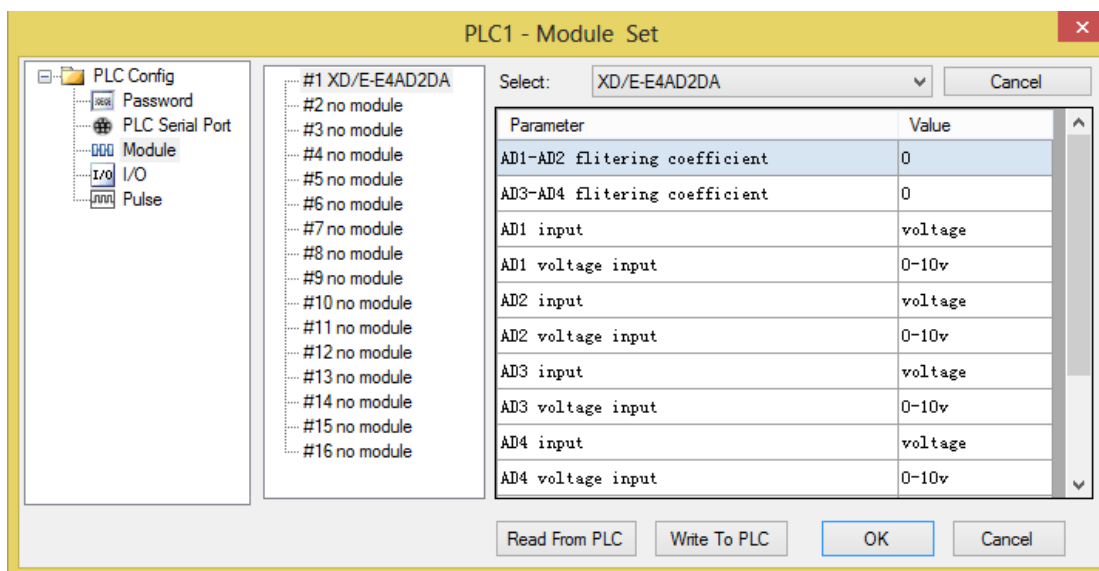 PLC1 - Module Set
PLC Config
Password
PLC Serial Port
Module
I/O I/O
Pulse
#1 XD/E-E4AD2DA
#2 no module
#3 no module
#4 no module
#5 no module
#6 no module
#7 no module
#8 no module
#9 no module
#10 no module
#11 no module
#12 no module
#13 no module
#14 no module
#15 no module
#16 no module
Select: XD/E-E4AD2DA Cancel
Parameter Value
AD1-AD2 flitering coefficient 0
AD3-AD4 flitering coefficient 0
AD1 input voltage
AD1 voltage input 0-10v
AD2 input voltage
AD2 voltage input 0-10v
AD3 input voltage
AD3 voltage input 0-10v
AD4 input voltage
AD4 voltage input 0-10v
Read From PLC Write To PLC OK Cancel